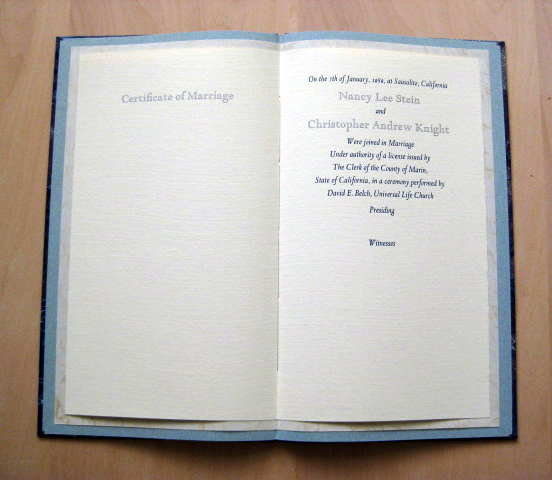 Certificate of Marriage
On the 7th of January, 1989, at Sausalito, California
Nancy Lee Stein
and
Christopher Andrew Knight
Were joined in Marriage
Under authority of a license issued by
The Clerk of the County of Marin,
State of California, in a ceremony performed by
David E. Belch, Universal Life Church
Presiding
Witnesses